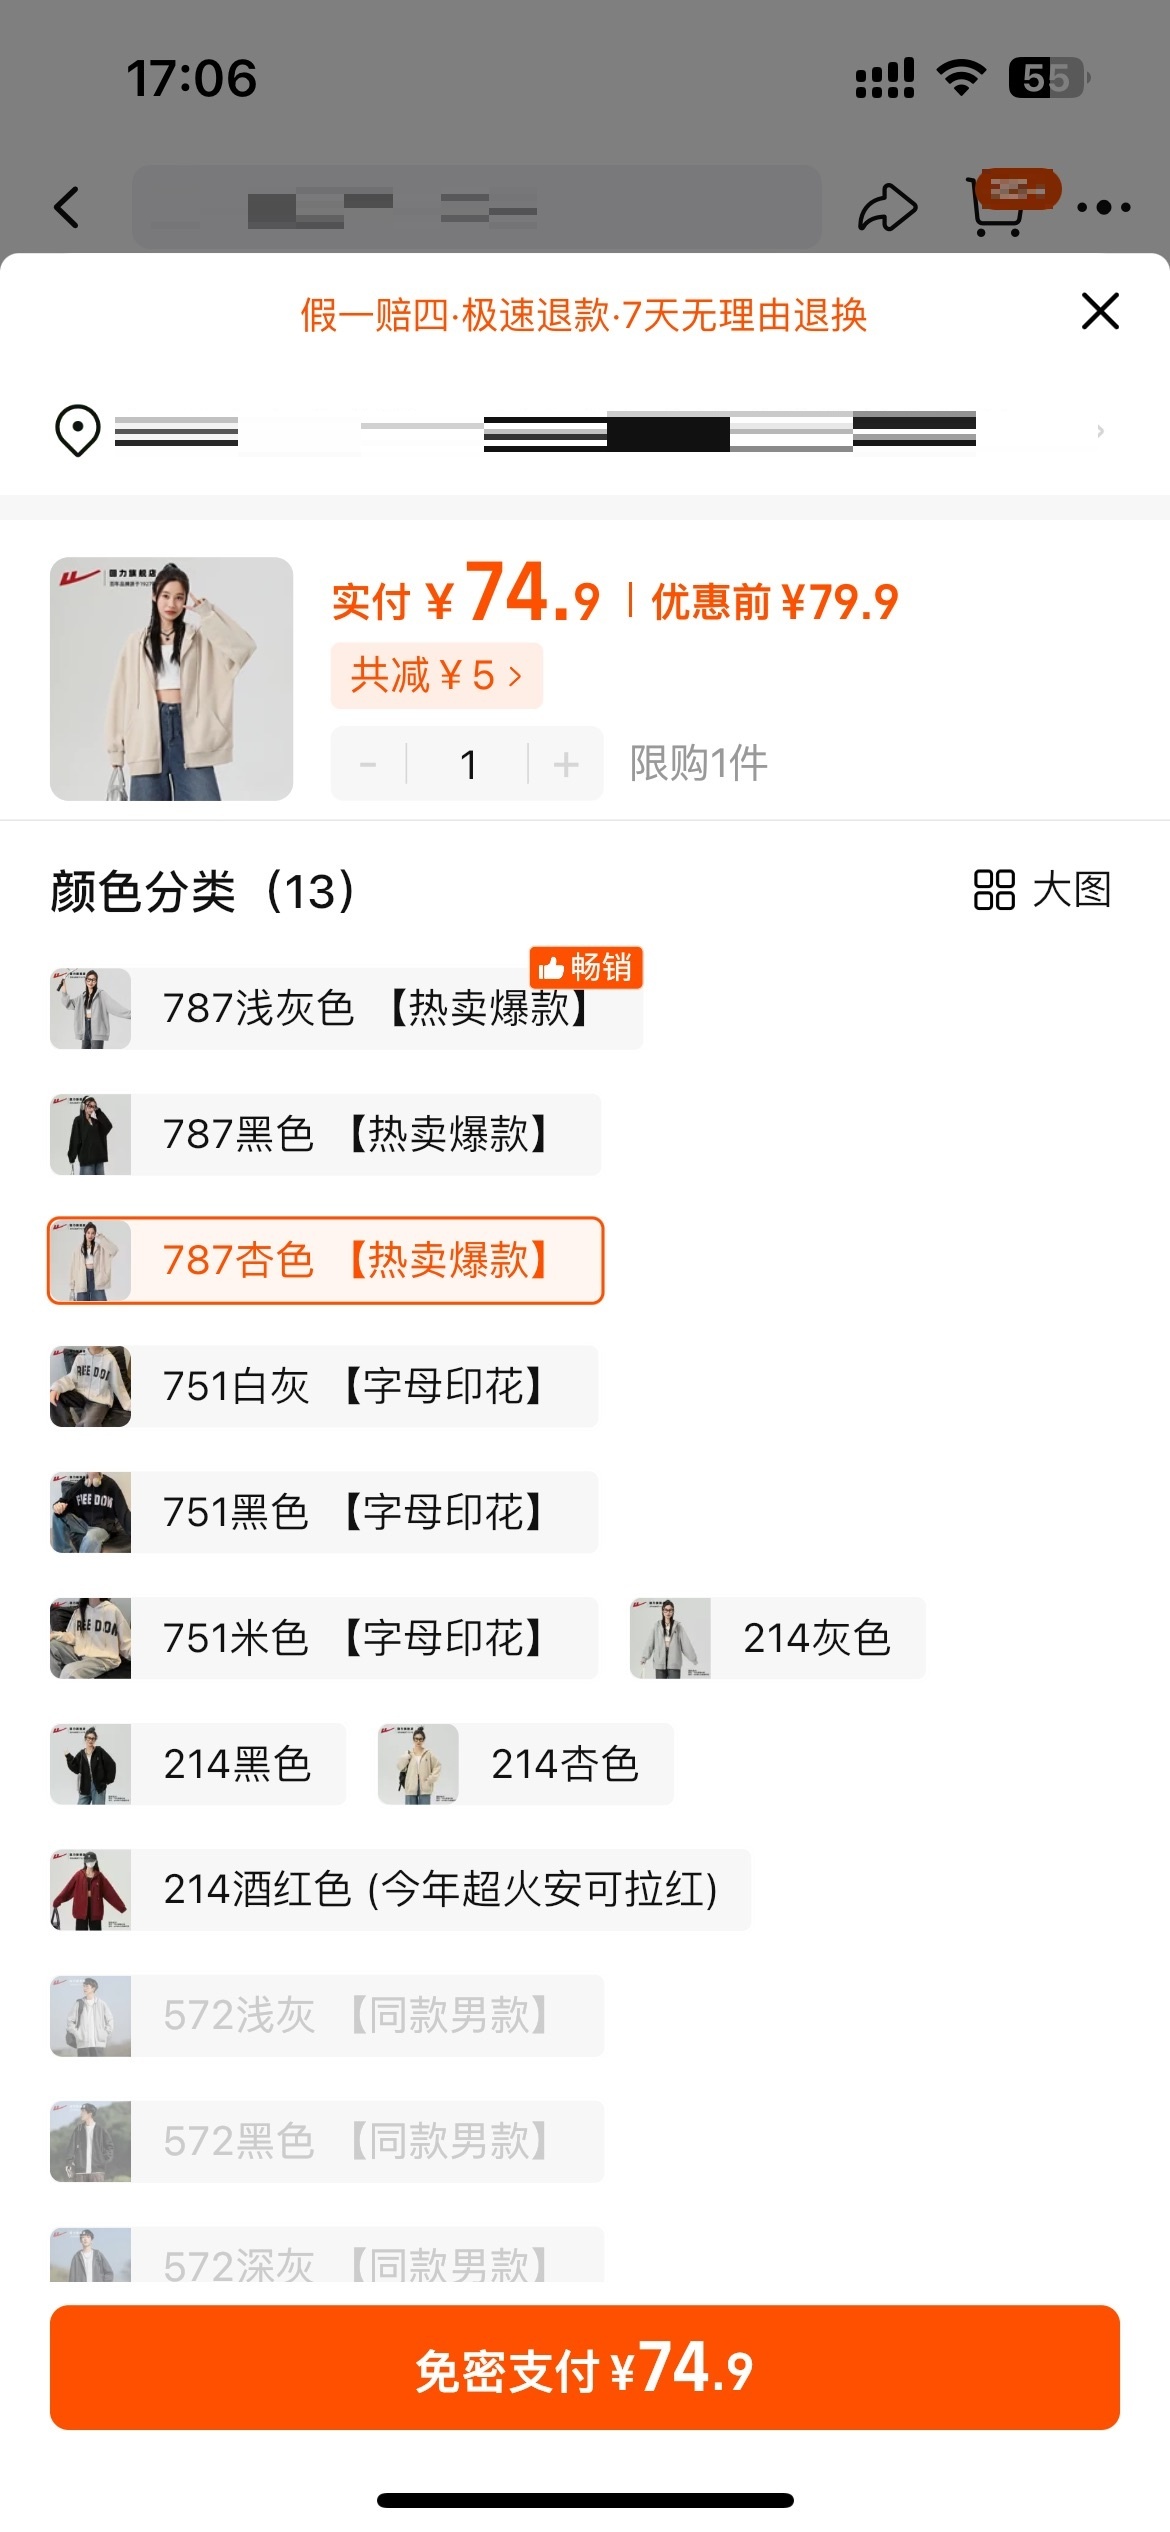 17:06
55
假一赔四·极速退款·7天无理由退换
回力旗舰店
实付 ¥ 74.9 | 优惠前 ¥79.9
共减 ¥ 5 >
- 1 + 限购1件
颜色分类（13）
大图
畅销
787浅灰色 【热卖爆款】
787黑色 【热卖爆款】
787杏色 【热卖爆款】
751白灰 【字母印花】
751黑色 【字母印花】
751米色 【字母印花】
214灰色
214黑色
214杏色
214酒红色 (今年超火安可拉红)
572浅灰 【同款男款】
572黑色 【同款男款】
572深灰 【同款男款】
免密支付 ¥74.9